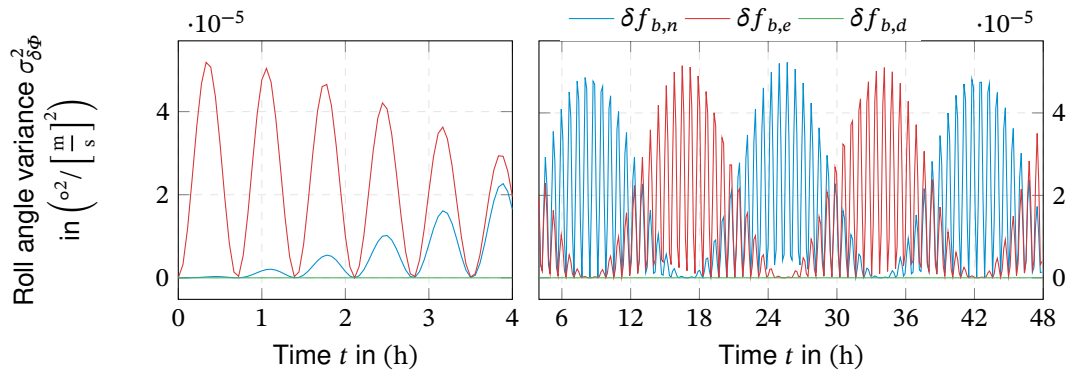 ·10⁻⁵
δf_{b,n} δf_{b,e} δf_{b,d}
·10⁻⁵
Roll angle variance σ²_{δΦ}
in (°²/[m/s]²)
4
2
0
0 1 2 3 4
Time t in (h)
4
2
0
6 12 18 24 30 36 42 48
Time t in (h)